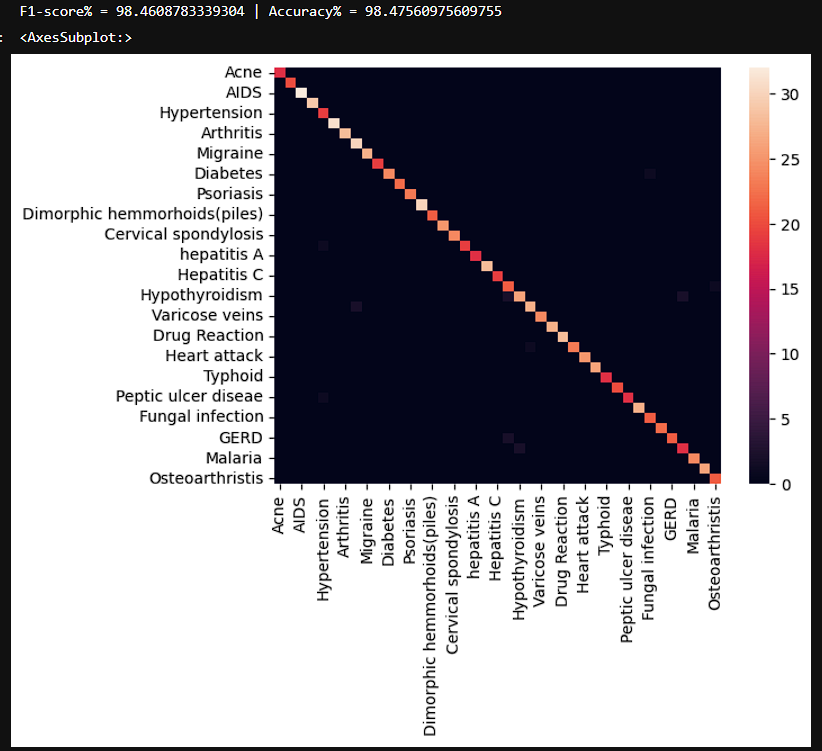 F1-score% = 98.4608783339304 | Accuracy% = 98.47560975609755
: <AxesSubplot:>
Acne
AIDS
Hypertension
Arthritis
Migraine
Diabetes
Psoriasis
Dimorphic hemmorhoids(piles)
Cervical spondylosis
hepatitis A
Hepatitis C
Hypothyroidism
Varicose veins
Drug Reaction
Heart attack
Typhoid
Peptic ulcer diseae
Fungal infection
GERD
Malaria
Osteoarthristis
Acne
AIDS
Hypertension
Arthritis
Migraine
Diabetes
Psoriasis
Dimorphic hemmorhoids(piles)
Cervical spondylosis
hepatitis A
Hepatitis C
Hypothyroidism
Varicose veins
Drug Reaction
Heart attack
Typhoid
Peptic ulcer diseae
Fungal infection
GERD
Malaria
Osteoarthristis
30
25
20
15
10
5
0